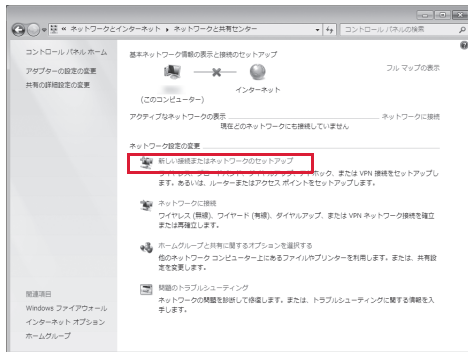 « ネットワークとインターネット ▸ ネットワークと共有センター
コントロール パネルの検索
コントロール パネル ホーム
アダプターの設定の変更
共有の詳細設定の変更
関連項目
Windows ファイアウォール
インターネット オプション
ホームグループ
基本ネットワーク情報の表示と接続のセットアップ
フル マップの表示
インターネット
(このコンピューター)
アクティブなネットワークの表示
ネットワークに接続
現在どのネットワークにも接続していません
ネットワーク設定の変更
新しい接続またはネットワークのセットアップ
ワイヤレス、ブロードバンド、ダイヤルアップ、アドホック、または VPN 接続をセットアップし
ます。あるいは、ルーターまたはアクセス ポイントをセットアップします。
ネットワークに接続
ワイヤレス (無線)、ワイヤード (有線)、ダイヤルアップ、または VPN ネットワーク接続を確立
または再確立します。
ホームグループと共有に関するオプションを選択する
他のネットワーク コンピューター上にあるファイルやプリンターを利用します。または、共有設
定を変更します。
問題のトラブルシューティング
ネットワークの問題を診断して修復します。または、トラブルシューティングに関する情報を入
手します。